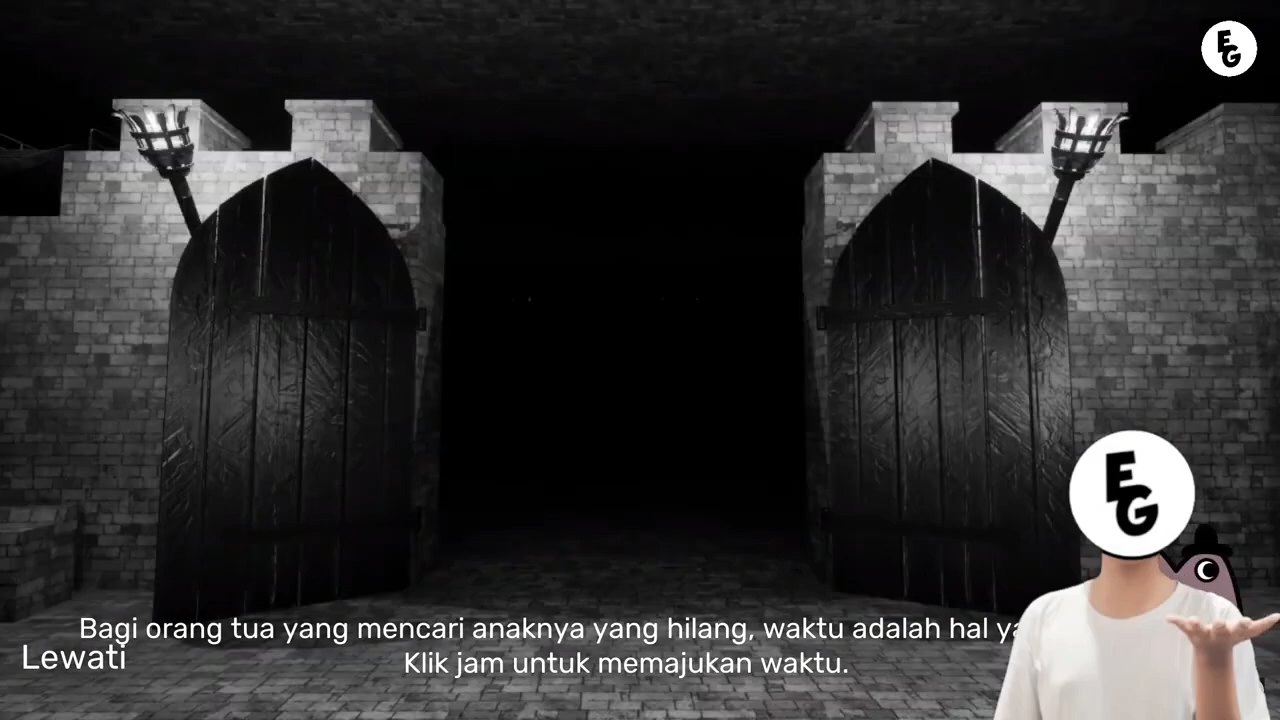 EG
EG
Bagi orang tua yang mencari anaknya yang hilang, waktu adalah hal
Lewati
Klik jam untuk memajukan waktu.